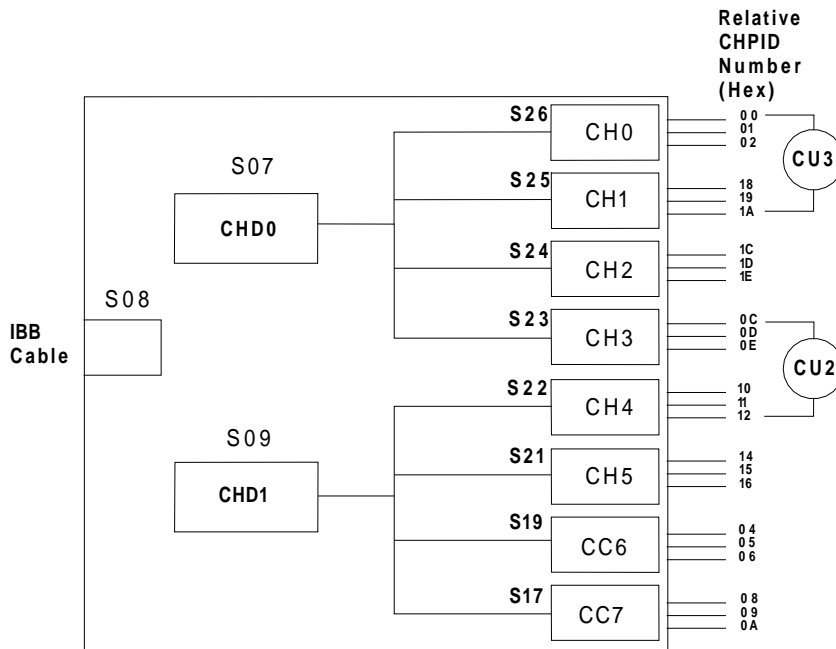 Relative
CHPID
Number
(Hex)
S26
CH0
00
01
02
CU3
S07
CHD0
S25
CH1
18
19
1A
S24
CH2
1C
1D
1E
S08
IBB
Cable
S23
CH3
0C
0D
0E
CU2
S22
CH4
10
11
12
S09
CHD1
S21
CH5
14
15
16
S19
CC6
04
05
06
S17
CC7
08
09
0A